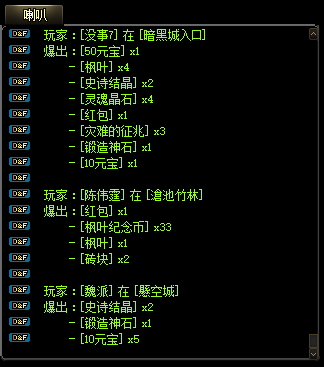 喇叭
D&F 玩家：[没事?] 在 [暗黑城入口]
D&F 爆出：[50元宝] x1
D&F - [枫叶] x4
D&F - [史诗结晶] x2
D&F - [灵魂晶石] x4
D&F - [红包] x1
D&F - [灾难的征兆] x3
D&F - [锻造神石] x1
D&F - [10元宝] x1
D&F
D&F 玩家：[陈伟霆] 在 [沧池竹林]
D&F 爆出：[红包] x1
D&F - [枫叶纪念币] x33
D&F - [枫叶] x1
D&F - [砖块] x2
D&F
D&F 玩家：[魏派] 在 [悬空城]
D&F 爆出：[史诗结晶] x2
D&F - [锻造神石] x1
D&F - [10元宝] x5